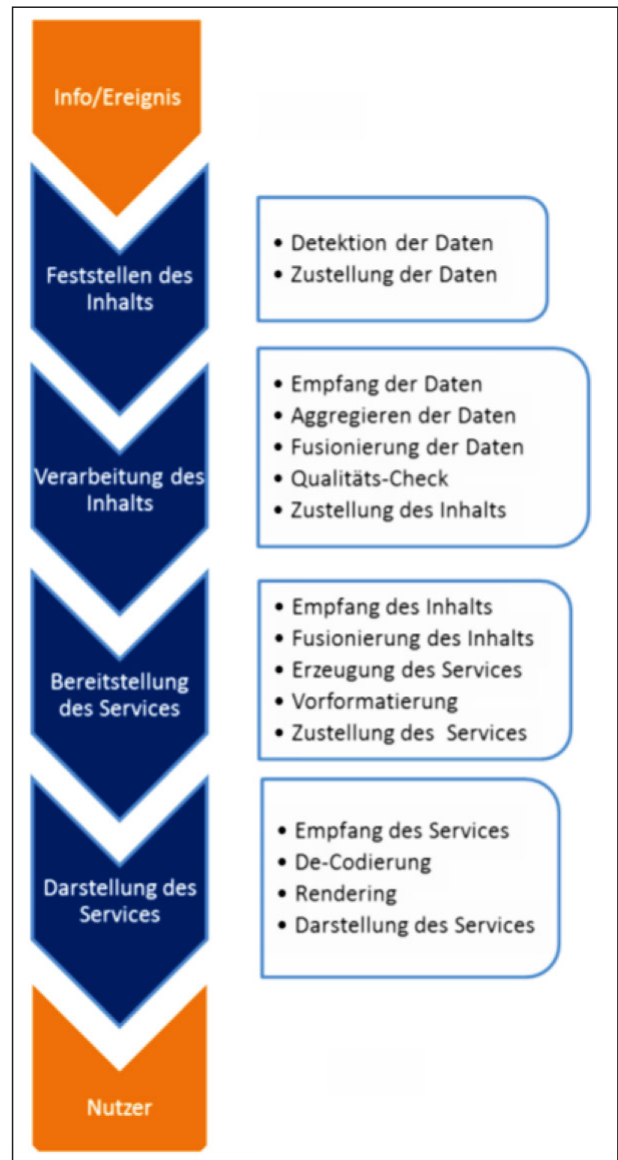 Info/Ereignis
Feststellen des
Inhalts
• Detektion der Daten
• Zustellung der Daten
Verarbeitung des
Inhalts
• Empfang der Daten
• Aggregieren der Daten
• Fusionierung der Daten
• Qualitäts-Check
• Zustellung des Inhalts
Bereitstellung
des Services
• Empfang des Inhalts
• Fusionierung des Inhalts
• Erzeugung des Services
• Vorformatierung
• Zustellung des Services
Darstellung des
Services
• Empfang des Services
• De-Codierung
• Rendering
• Darstellung des Services
Nutzer